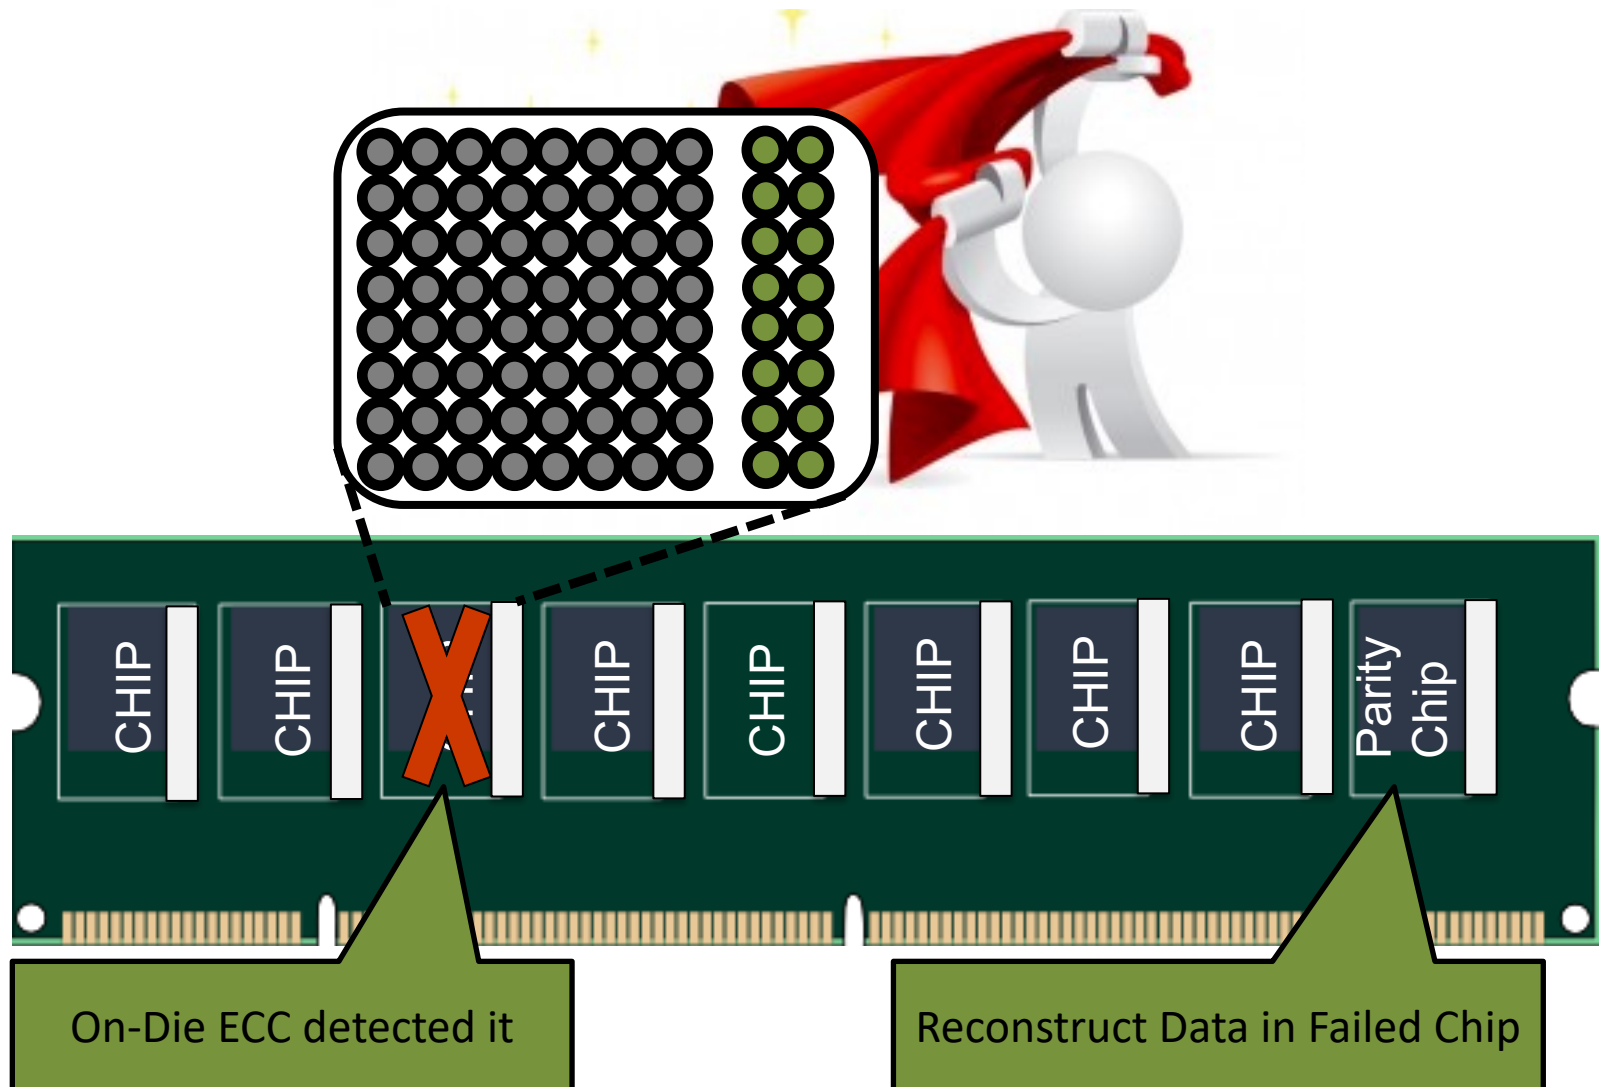 CHIP
CHIP
CHIP
CHIP
CHIP
CHIP
CHIP
Parity
Chip
On-Die ECC detected it
Reconstruct Data in Failed Chip